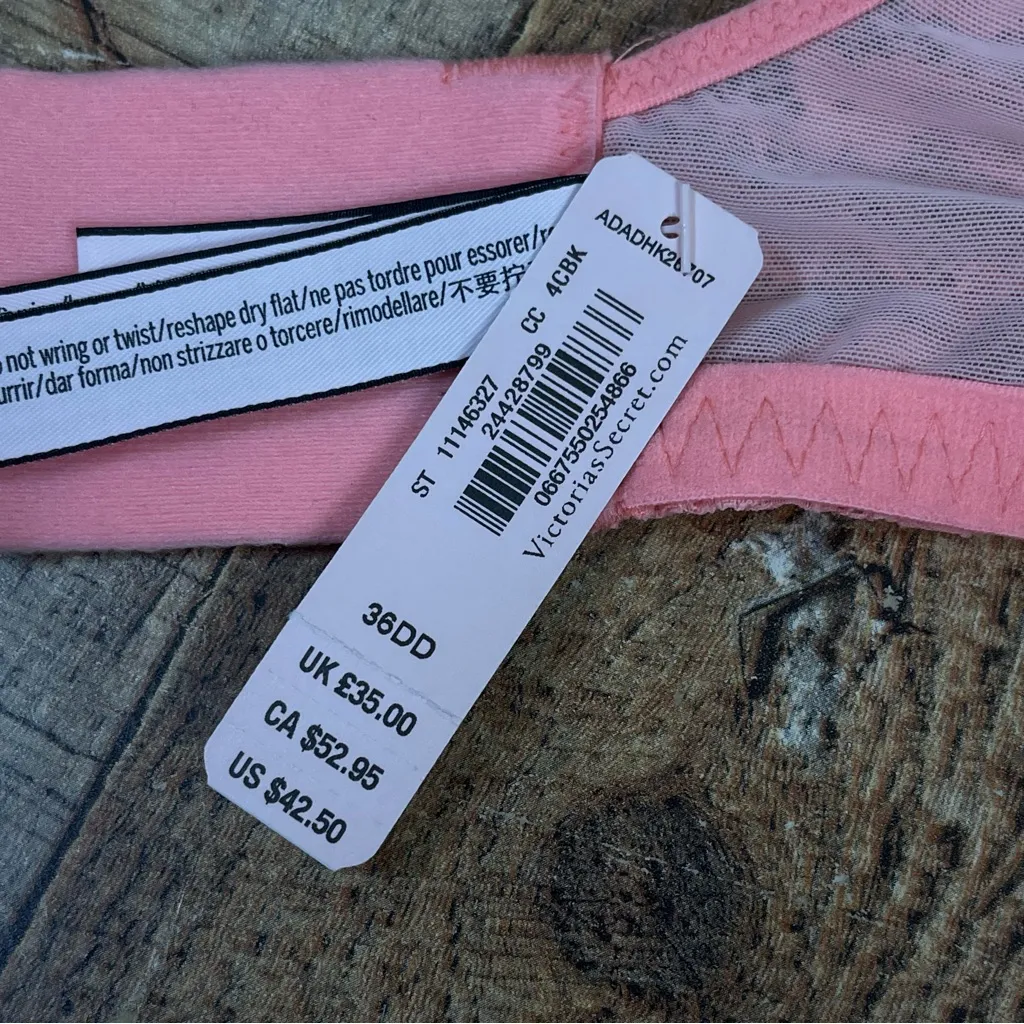 not wring or twist/reshape dry flat/ne pas tordre pour essorer/
dar forma/non strizzare o torcere/rimodellare/不要拧
ST 11146327
24428799 CC 4CBK
0667550254866
VictoriasSecret.com
36DD
UK £35.00
CA $52.95
US $42.50